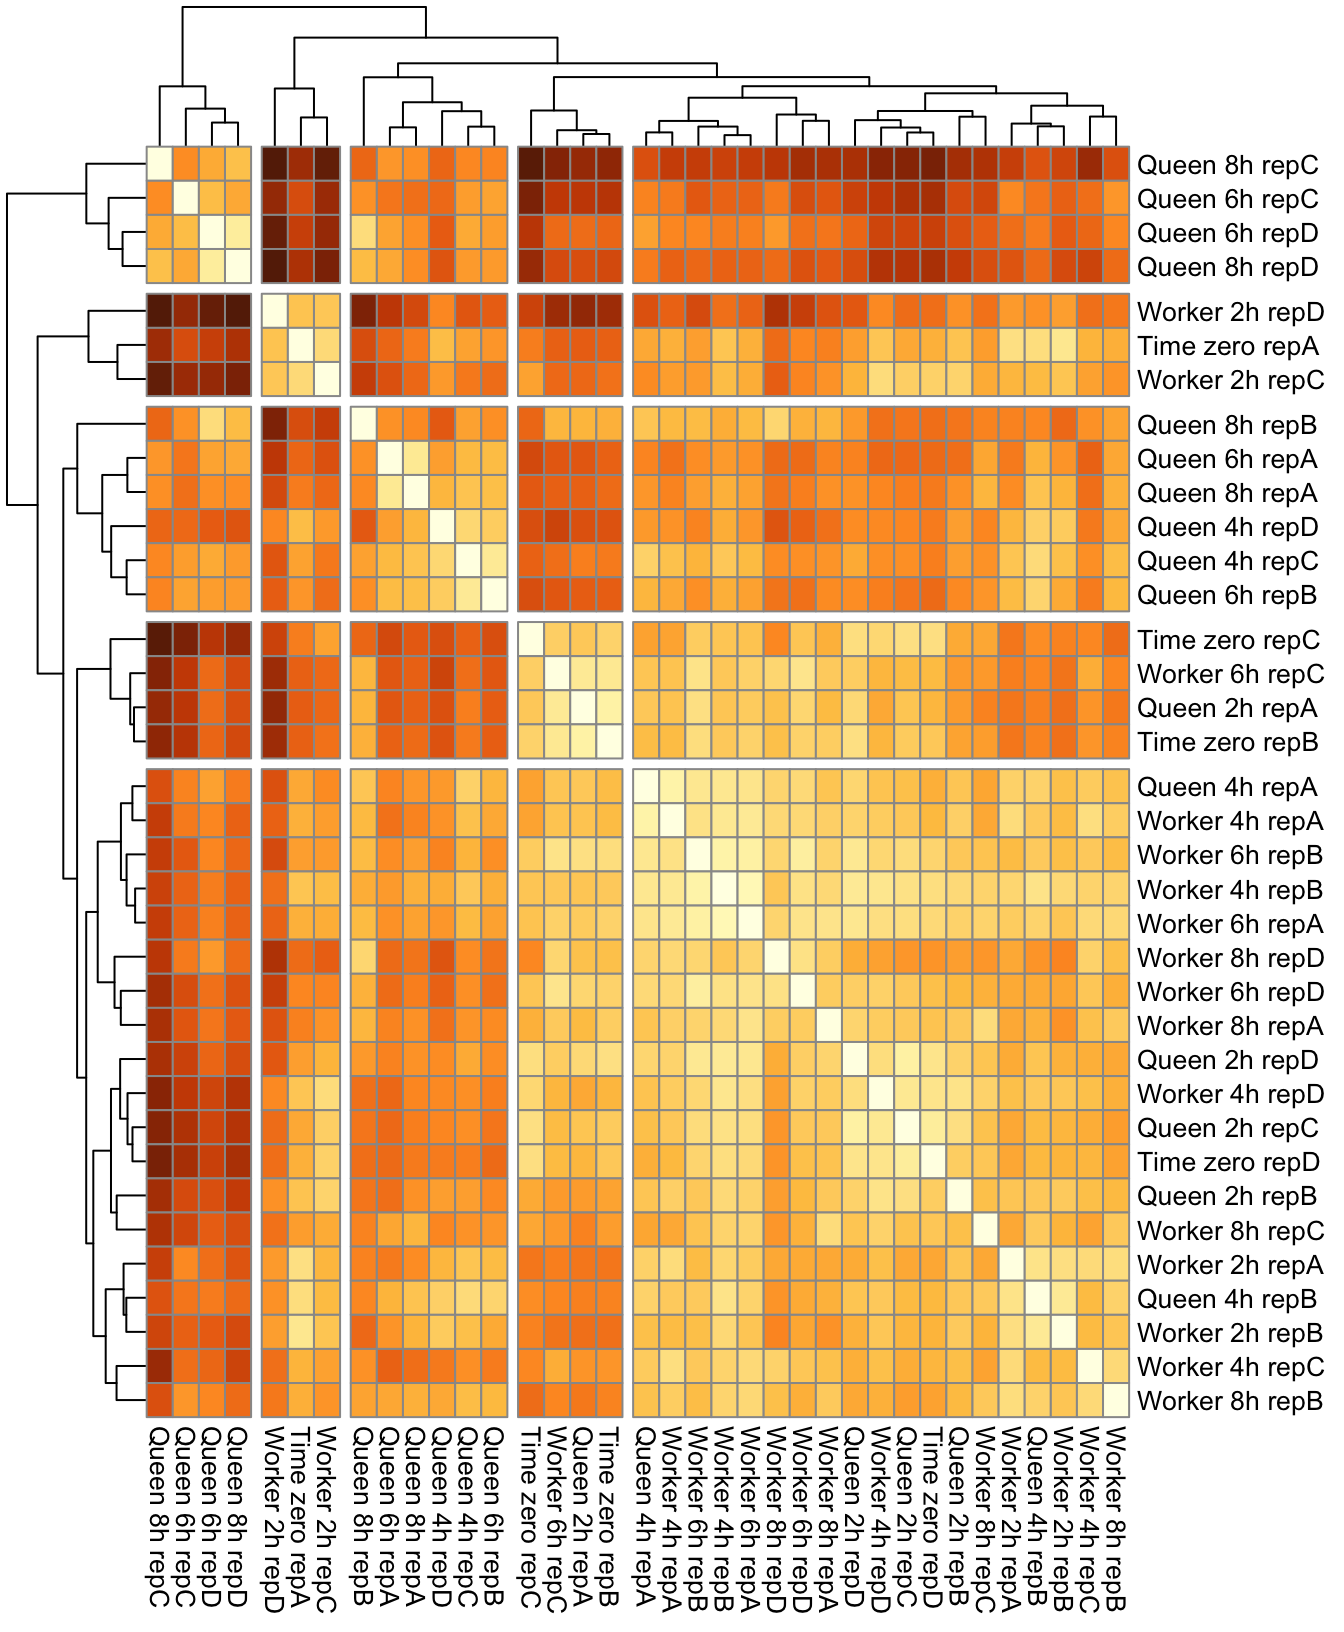 Queen 8h repC
Queen 6h repC
Queen 6h repD
Queen 8h repD
Worker 2h repD
Time zero repA
Worker 2h repC
Queen 8h repB
Queen 6h repA
Queen 8h repA
Queen 4h repD
Queen 4h repC
Queen 6h repB
Time zero repC
Worker 6h repC
Queen 2h repA
Time zero repB
Queen 4h repA
Worker 4h repA
Worker 6h repB
Worker 4h repB
Worker 6h repA
Worker 8h repD
Worker 6h repD
Worker 8h repA
Queen 2h repD
Worker 4h repD
Queen 2h repC
Time zero repD
Queen 2h repB
Worker 8h repC
Worker 2h repA
Queen 4h repB
Worker 2h repB
Worker 4h repC
Worker 8h repB
Queen 8h repC
Queen 6h repC
Queen 6h repD
Queen 8h repD
Worker 2h repD
Time zero repA
Worker 2h repC
Queen 8h repB
Queen 6h repA
Queen 8h repA
Queen 4h repD
Queen 4h repC
Queen 6h repB
Time zero repC
Worker 6h repC
Queen 2h repA
Time zero repB
Queen 4h repA
Worker 4h repA
Worker 6h repB
Worker 4h repB
Worker 6h repA
Worker 8h repD
Worker 6h repD
Worker 8h repA
Queen 2h repD
Worker 4h repD
Queen 2h repC
Time zero repD
Queen 2h repB
Worker 8h repC
Worker 2h repA
Queen 4h repB
Worker 2h repB
Worker 4h repC
Worker 8h repB